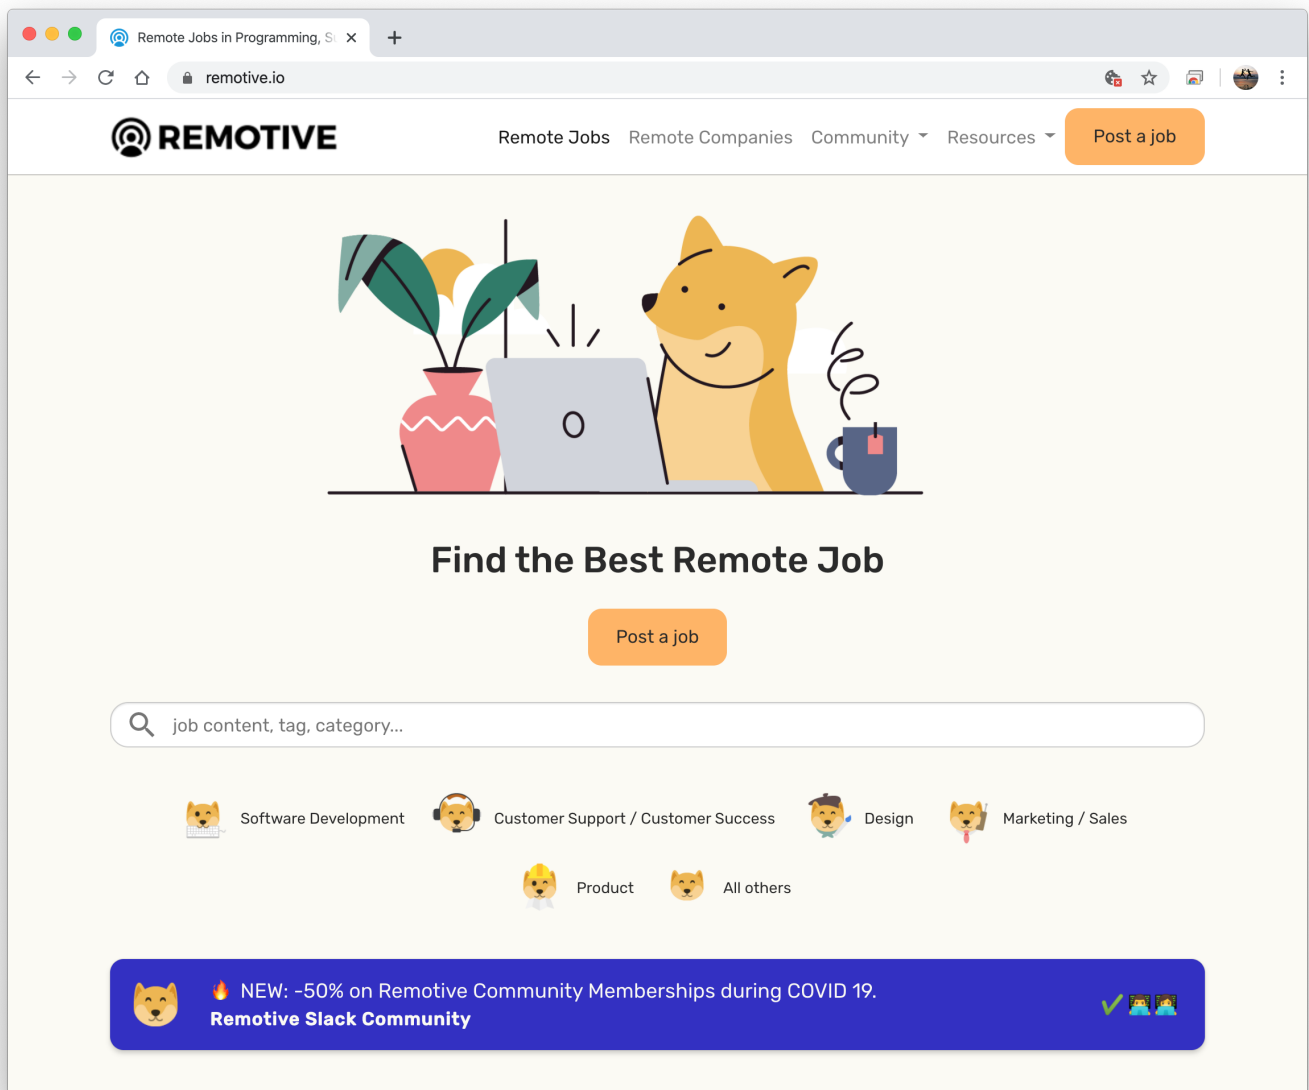 Remote Jobs in Programming, S
remotive.io
REMOTIVE
Remote Jobs Remote Companies Community Resources Post a job
Find the Best Remote Job
Post a job
job content, tag, category...
Software Development Customer Support / Customer Success Design Marketing / Sales
Product All others
🔥 NEW: -50% on Remotive Community Memberships during COVID 19.
Remotive Slack Community